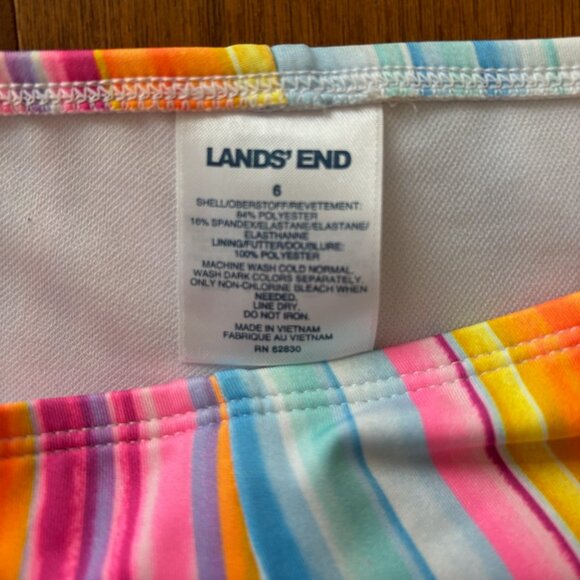 LANDS' END
6
SHELL/OBERSTOFF/REVETEMENT:
84% POLYESTER
16% SPANDEX/ELASTANE/ELASTANE/
ELASTHANNE
LINING/FUTTER/DOUBLURE:
100% POLYESTER
MACHINE WASH COLD NORMAL.
WASH DARK COLORS SEPARATELY.
ONLY NON-CHLORINE BLEACH WHEN
NEEDED.
LINE DRY.
DO NOT IRON.
MADE IN VIETNAM
FABRIQUE AU VIETNAM
RN 62830